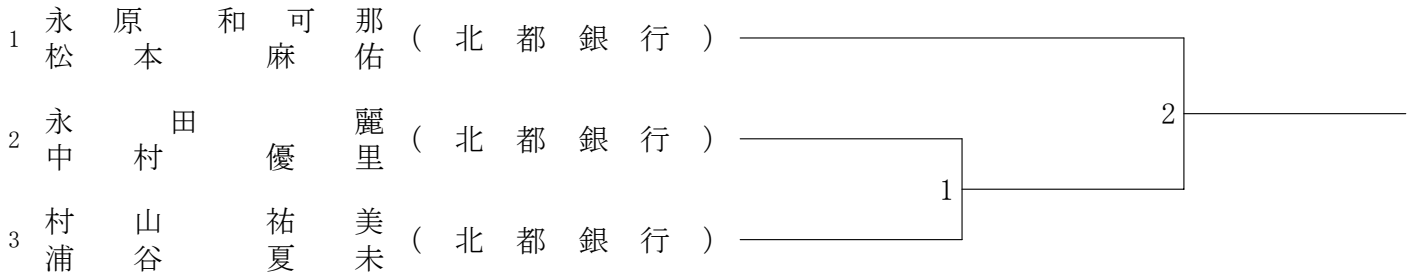 1 永原 和可那 (北都銀行)
松本 麻佑
2
2 永田 麗 (北都銀行)
中村 優里
1
3 村山 祐美 (北都銀行)
浦谷 夏未